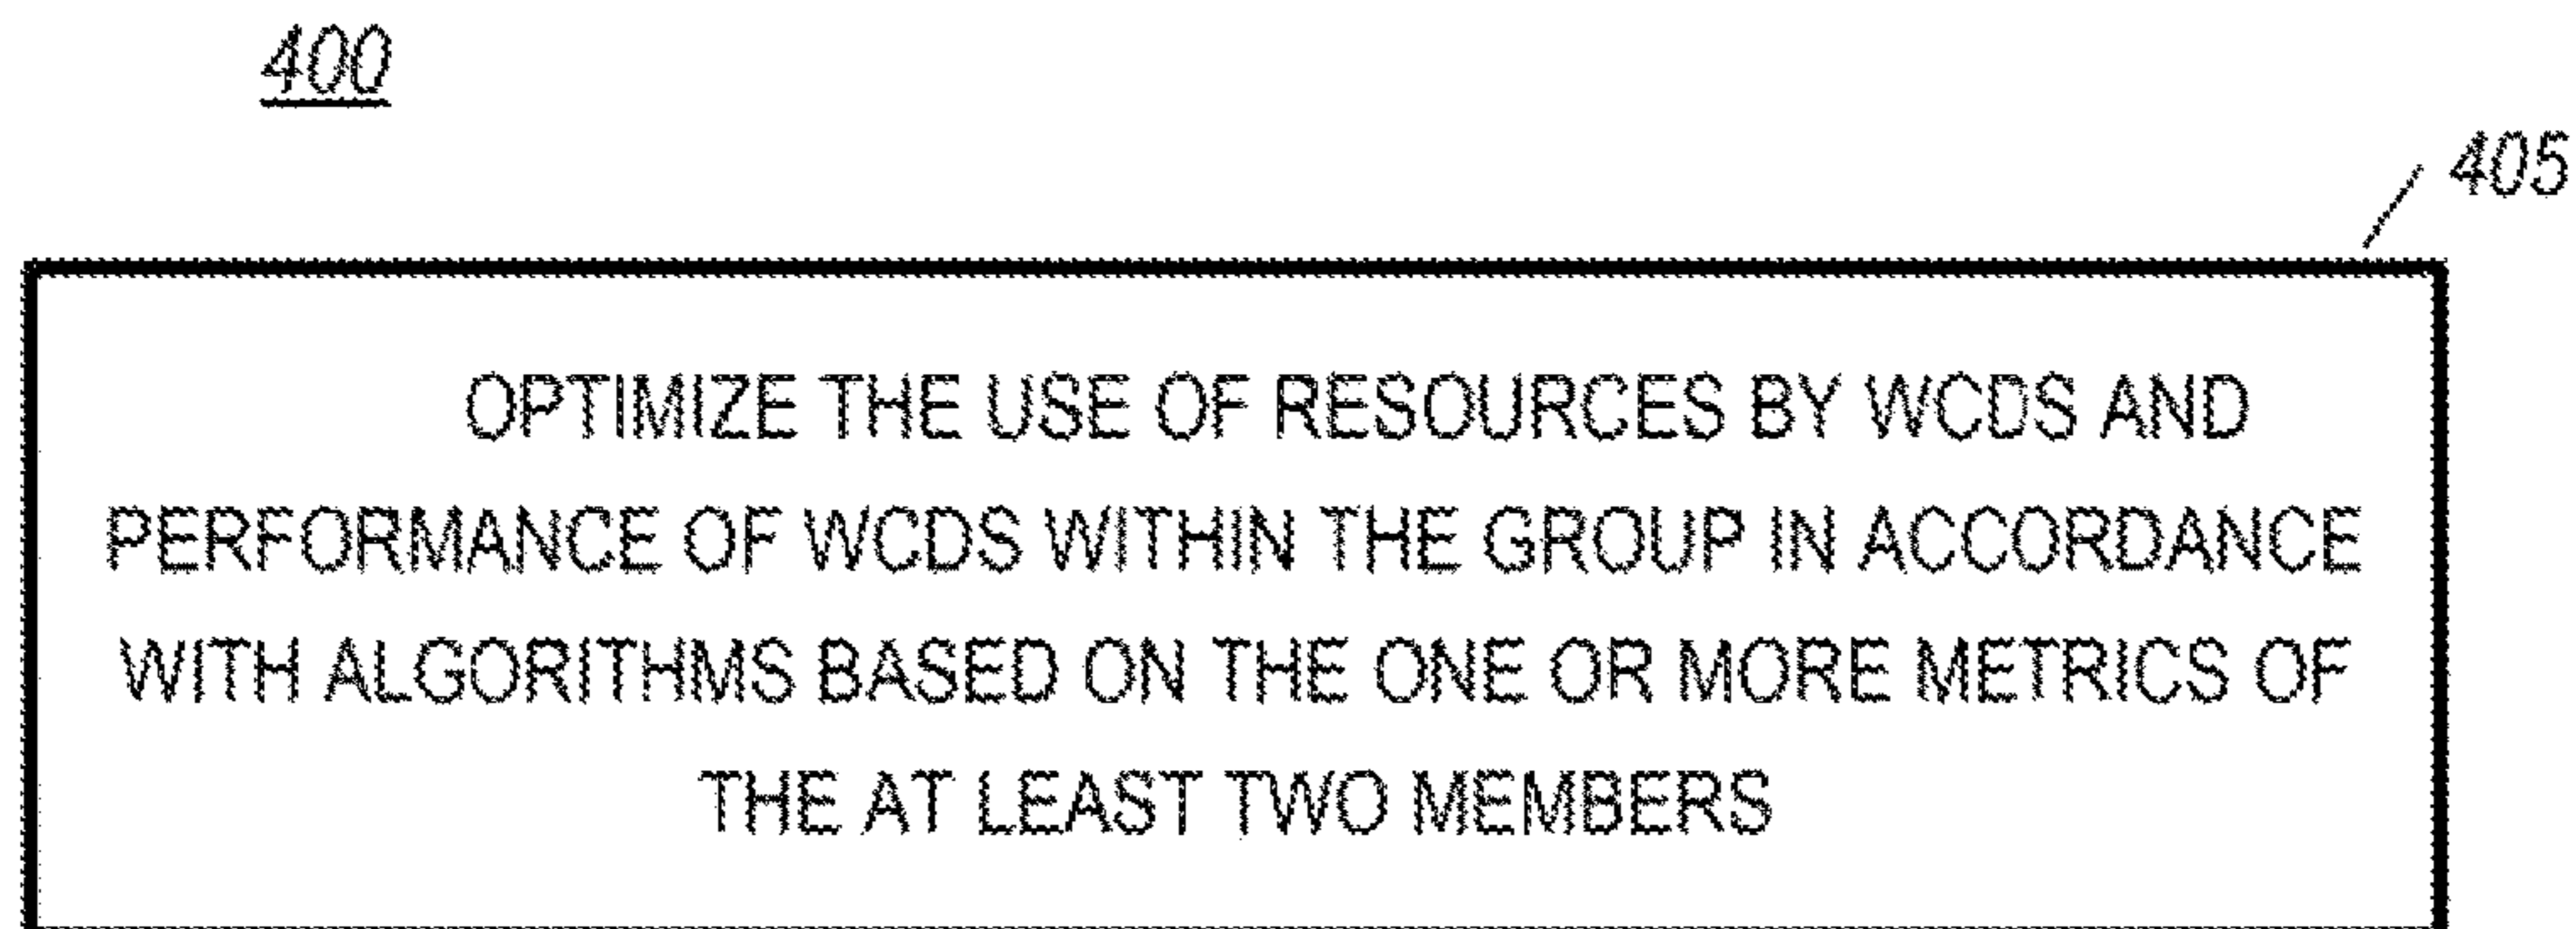 400
405
OPTIMIZE THE USE OF RESOURCES BY WCDS AND
PERFORMANCE OF WCDS WITHIN THE GROUP IN ACCORDANCE
WITH ALGORITHMS BASED ON THE ONE OR MORE METRICS OF
THE AT LEAST TWO MEMBERS